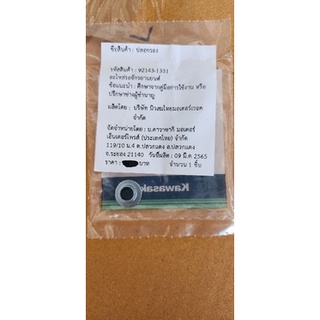 ชื่อสินค้า : ปลอกรอง
รหัสสินค้า : 92143-1331
อะไหล่รถจักรยานยนต์
ข้อแนะนำ : ศึกษาจากคู่มือการใช้งาน หรือ
ปรึกษาช่างผู้ชำนาญ
ผลิตโดย : บริษัท นิวสมไทยมอเตอร์เวอค
จำกัด
จัดจำหน่ายโดย : บ.คาวาซากิ มอเตอร์
เอ็นเตอร์ไพรส์ (ประเทศไทย) จำกัด
119/10 ม.4 ต.ปลวกแดง อ.ปลวกแดง
จ.ระยอง 21140 วันที่ผลิต : 09 มี.ค 2565
ราคา : บาท จำนวน 1 ชิ้น
Kawasak